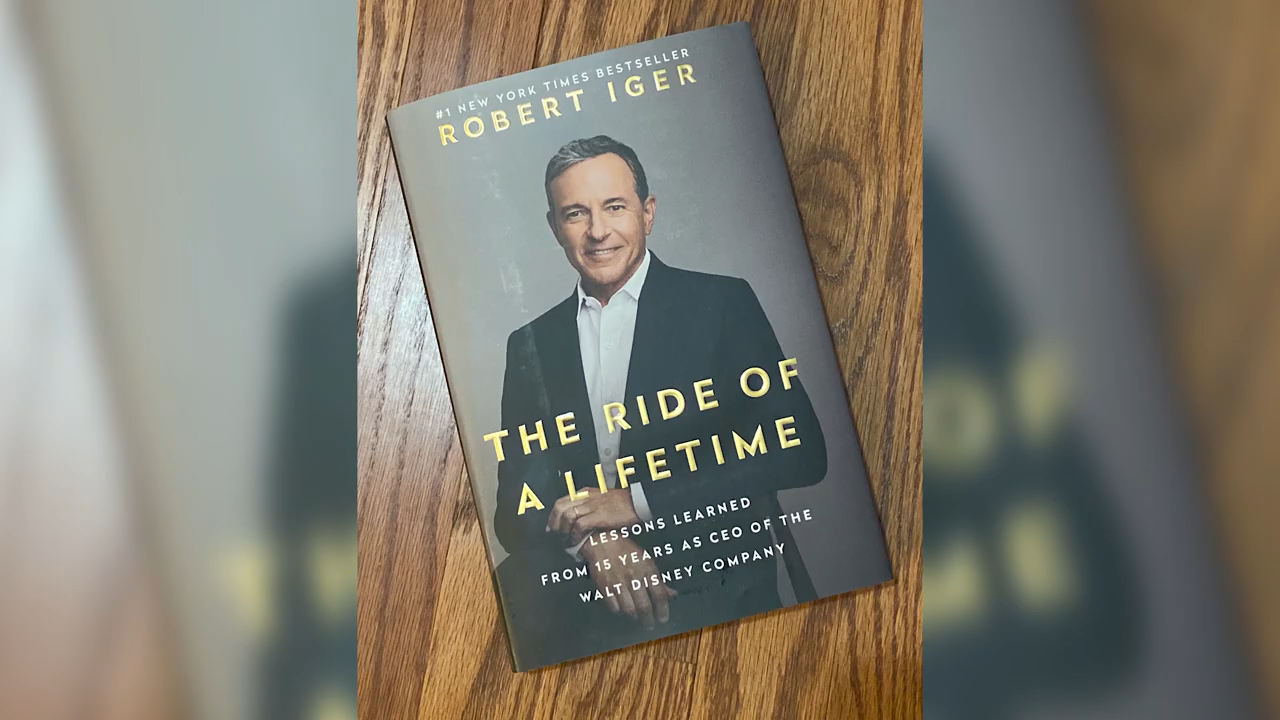 #1 NEW YORK TIMES BESTSELLER
ROBERT IGER
THE RIDE OF
A LIFETIME
LESSONS LEARNED
FROM 15 YEARS AS CEO OF THE
WALT DISNEY COMPANY